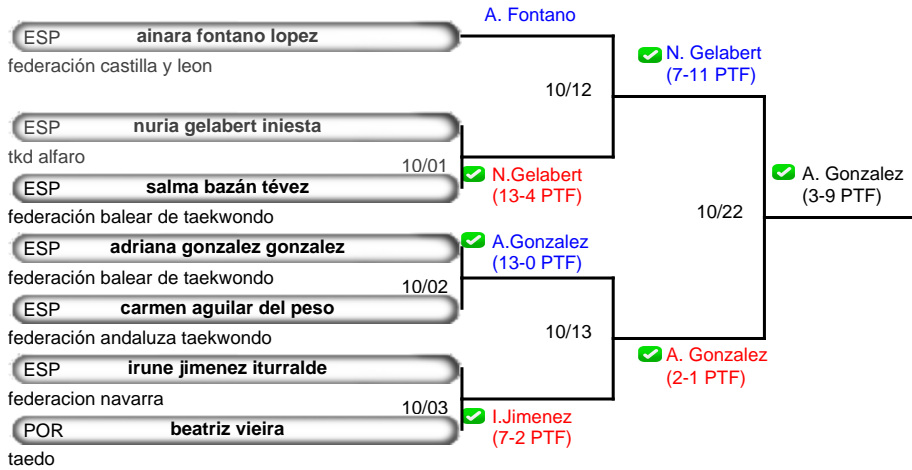 A. Fontano
ESP ainara fontano lopez
federación castilla y leon
N. Gelabert
(7-11 PTF)
10/12
ESP nuria gelabert iniesta
tkd alfaro
10/01
N.Gelabert
(13-4 PTF)
ESP salma bazán tévez
federación balear de taekwondo
A. Gonzalez
(3-9 PTF)
10/22
ESP adriana gonzalez gonzalez
federación balear de taekwondo
A.Gonzalez
(13-0 PTF)
10/02
ESP carmen aguilar del peso
federación andaluza taekwondo
10/13
A. Gonzalez
(2-1 PTF)
ESP irune jimenez iturralde
federacion navarra
10/03
I.Jimenez
(7-2 PTF)
POR beatriz vieira
taedo